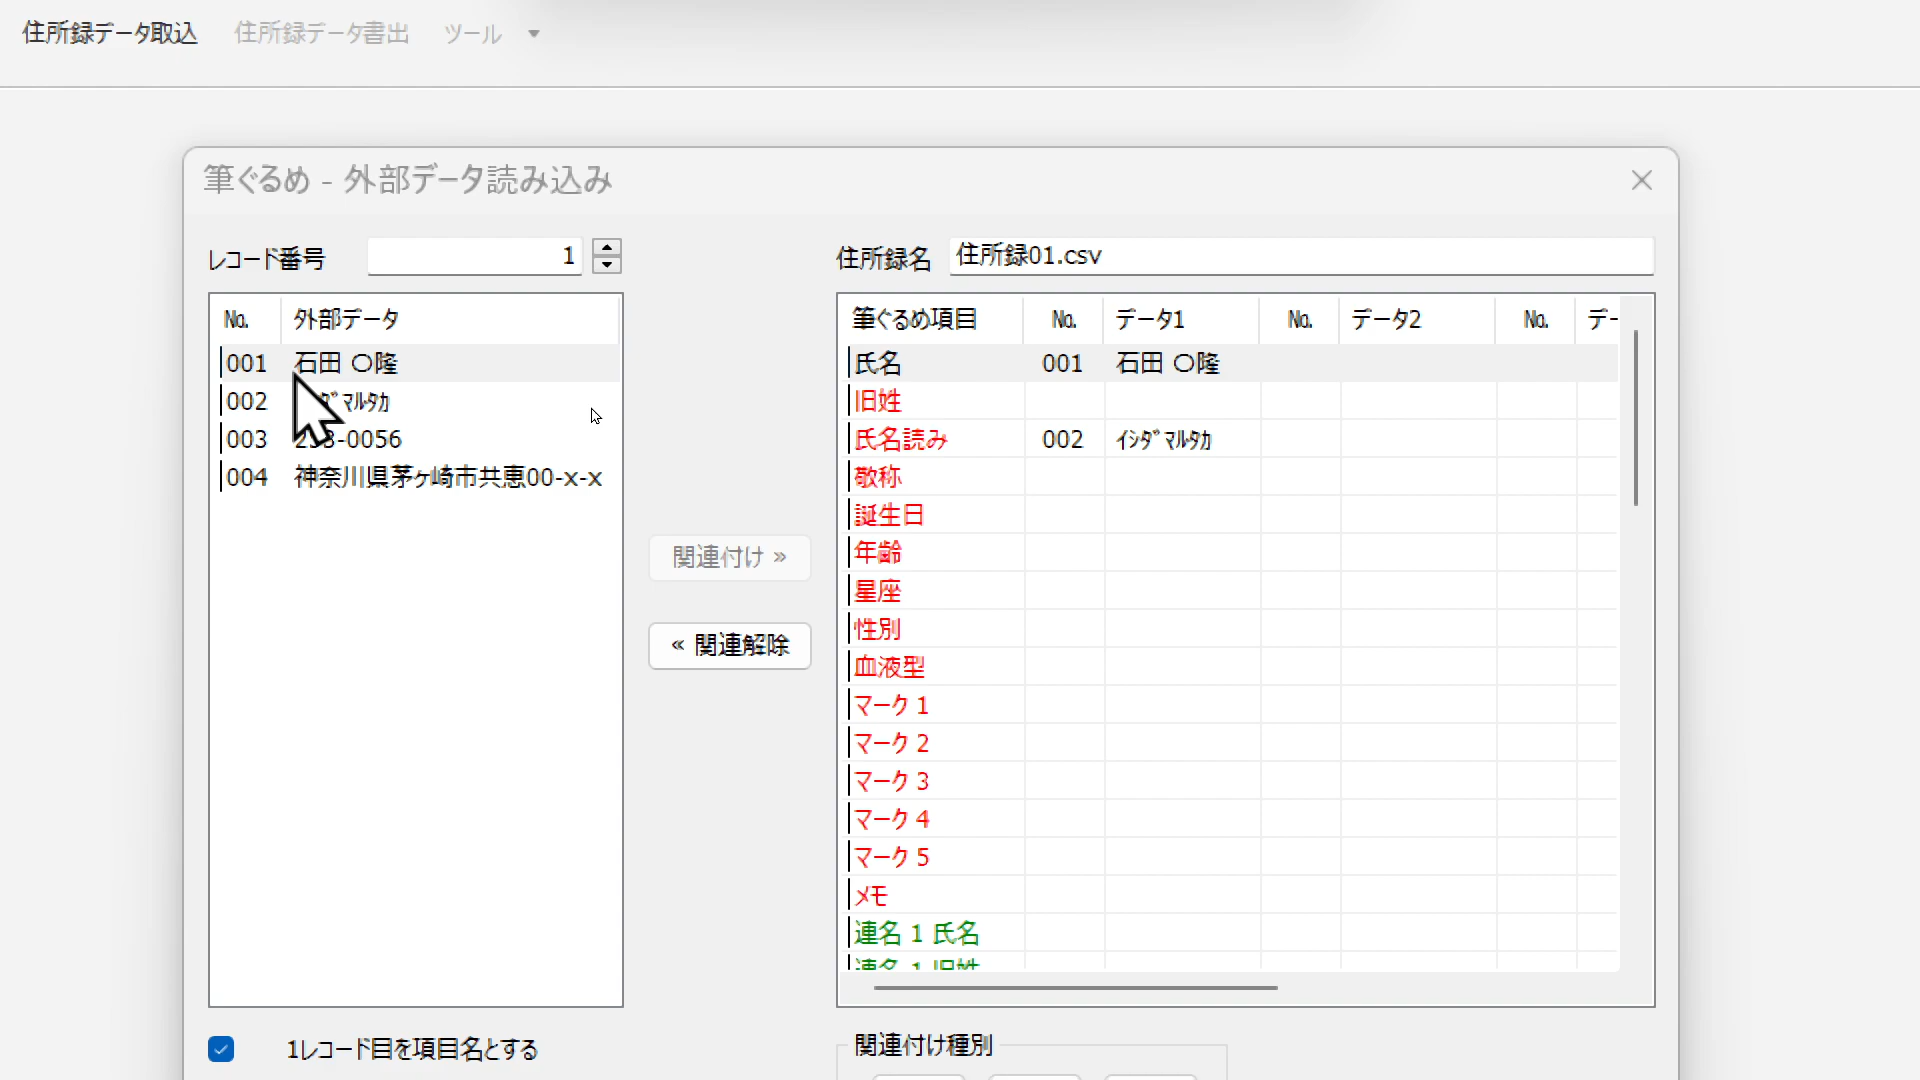 住所録データ取込 住所録データ書出 ツール
筆ぐるめ - 外部データ読み込み
レコード番号 1 住所録名 住所録01.csv
No. 外部データ
001 石田 〇隆
002 ﾀﾞﾏﾙﾀｶ
003 253-0056
004 神奈川県茅ヶ崎市共恵00-x-x
関連付け »
« 関連解除
筆ぐるめ項目 No. データ1 No. データ2 No. デー
氏名 001 石田 〇隆
旧姓
氏名読み 002 ｲｼﾀﾞﾏﾙﾀｶ
敬称
誕生日
年齢
星座
性別
血液型
マーク 1
マーク 2
マーク 3
マーク 4
マーク 5
メモ
連名 1 氏名
連名 1 旧姓
1レコード目を項目名とする
関連付け種別